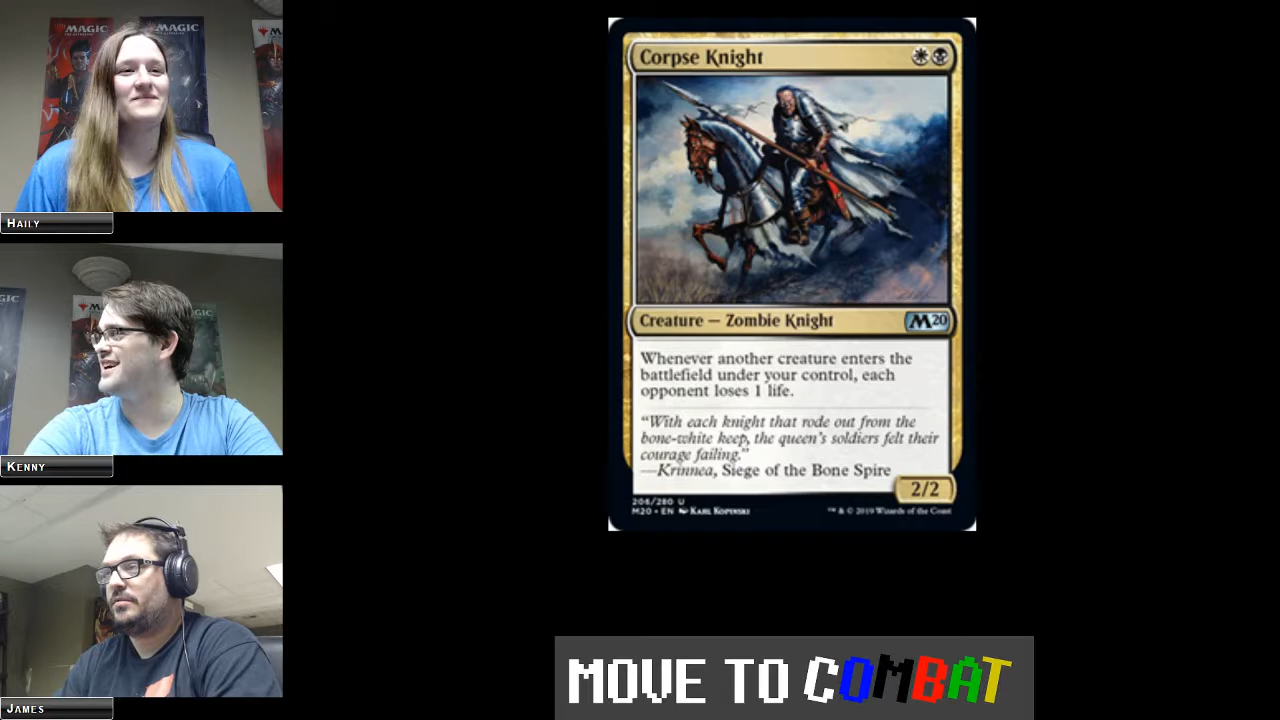 MAGIC
MAGIC
M
HAILY
GIC
M
KENNY
JAMES
Corpse Knight
Creature — Zombie Knight
M20
Whenever another creature enters the
battlefield under your control, each
opponent loses 1 life.
“With each knight that rode out from the
bone-white keep, the queen's soldiers felt their
courage failing.”
—Krinnea, Siege of the Bone Spire
2/2
206/280 U
M20 • EN Karl Kopinski
™ & © 2019 Wizards of the Coast
MOVE TO COMBAT